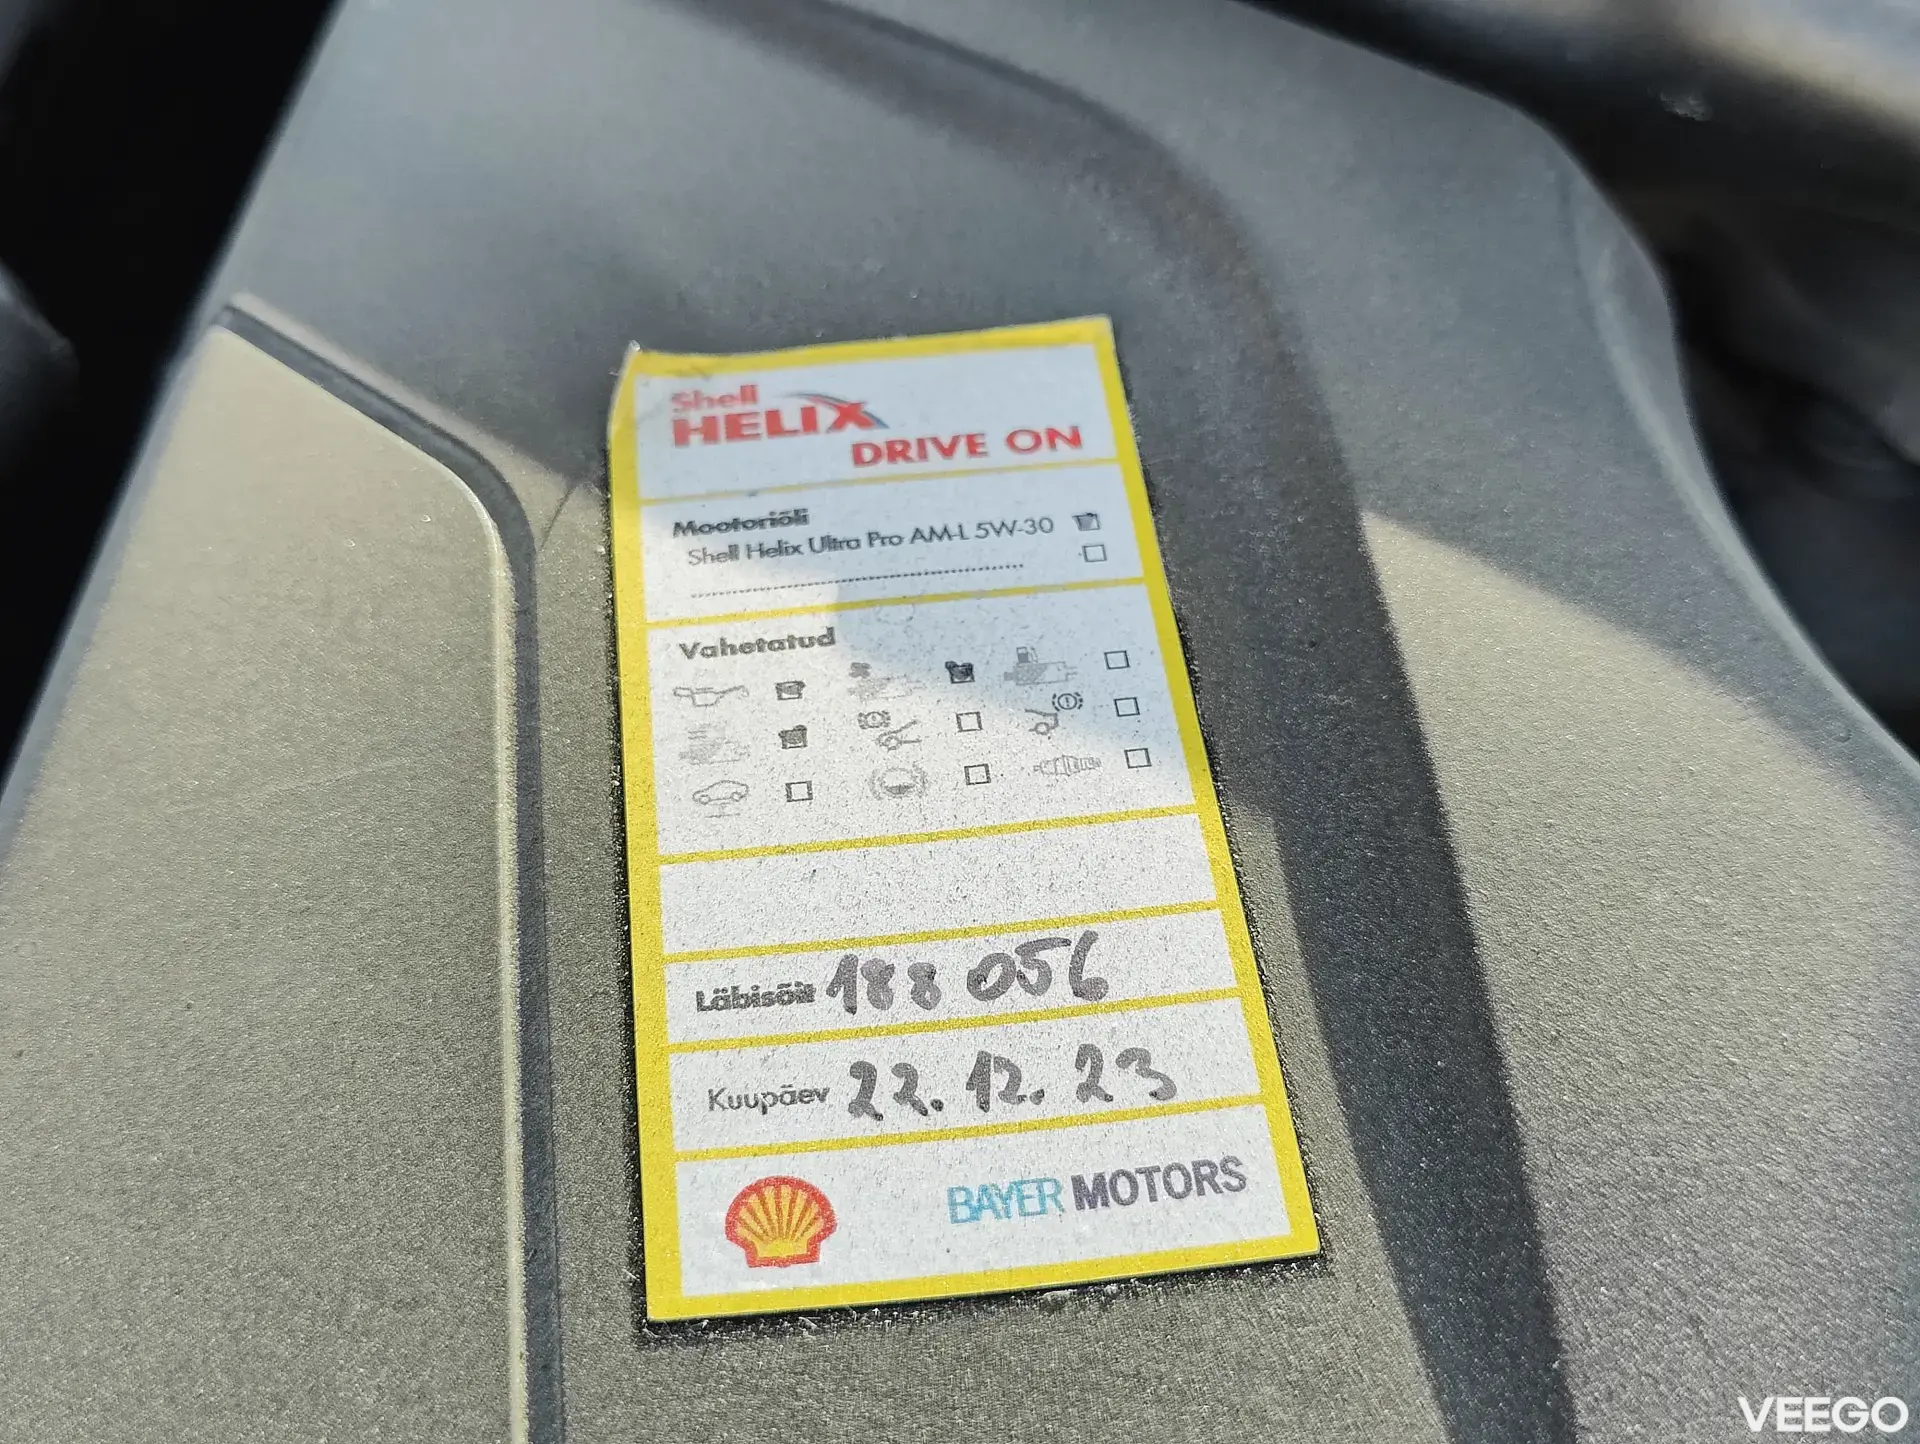 Shell
HELIX
DRIVE ON
Mootoriõli
Shell Helix Ultra Pro AM-L 5W-30
Vahetatud
Läbisõit 188 056
Kuupäev 22.12.23
BAYER MOTORS
VEEGO